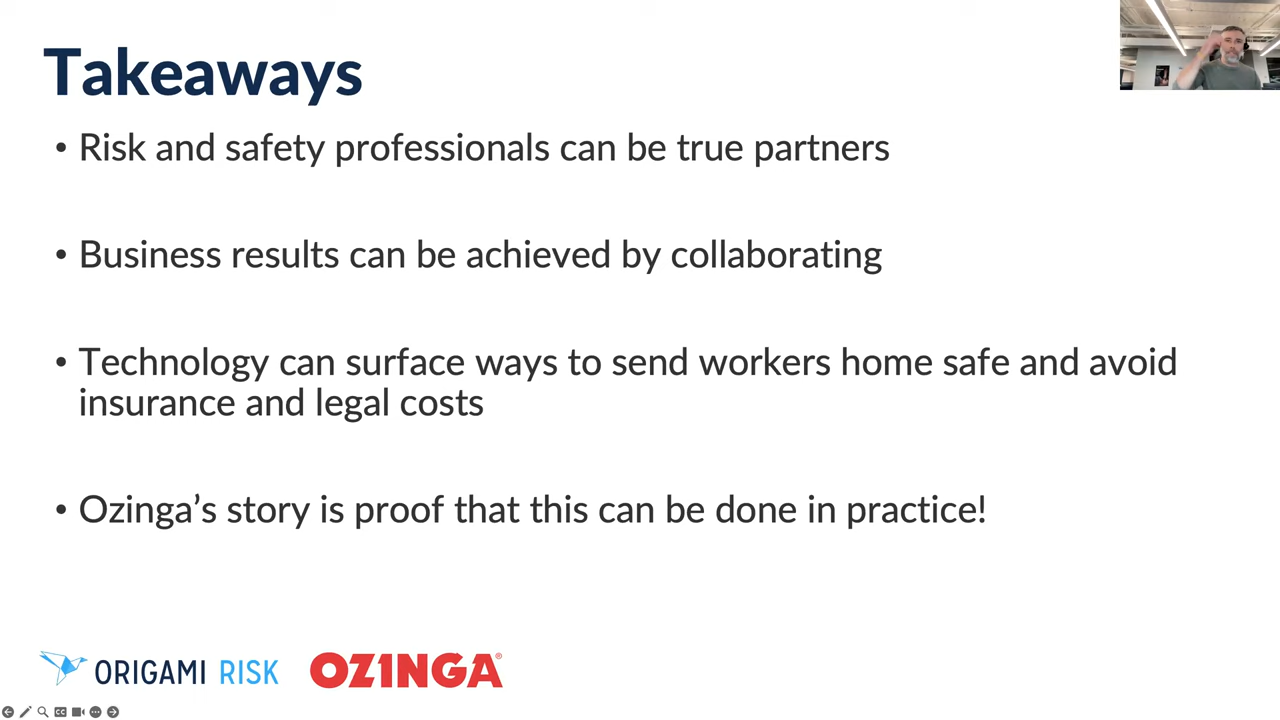 Takeaways
• Risk and safety professionals can be true partners
• Business results can be achieved by collaborating
• Technology can surface ways to send workers home safe and avoid
insurance and legal costs
• Ozinga’s story is proof that this can be done in practice!
ORIGAMI RISK
OZINGA®
CC